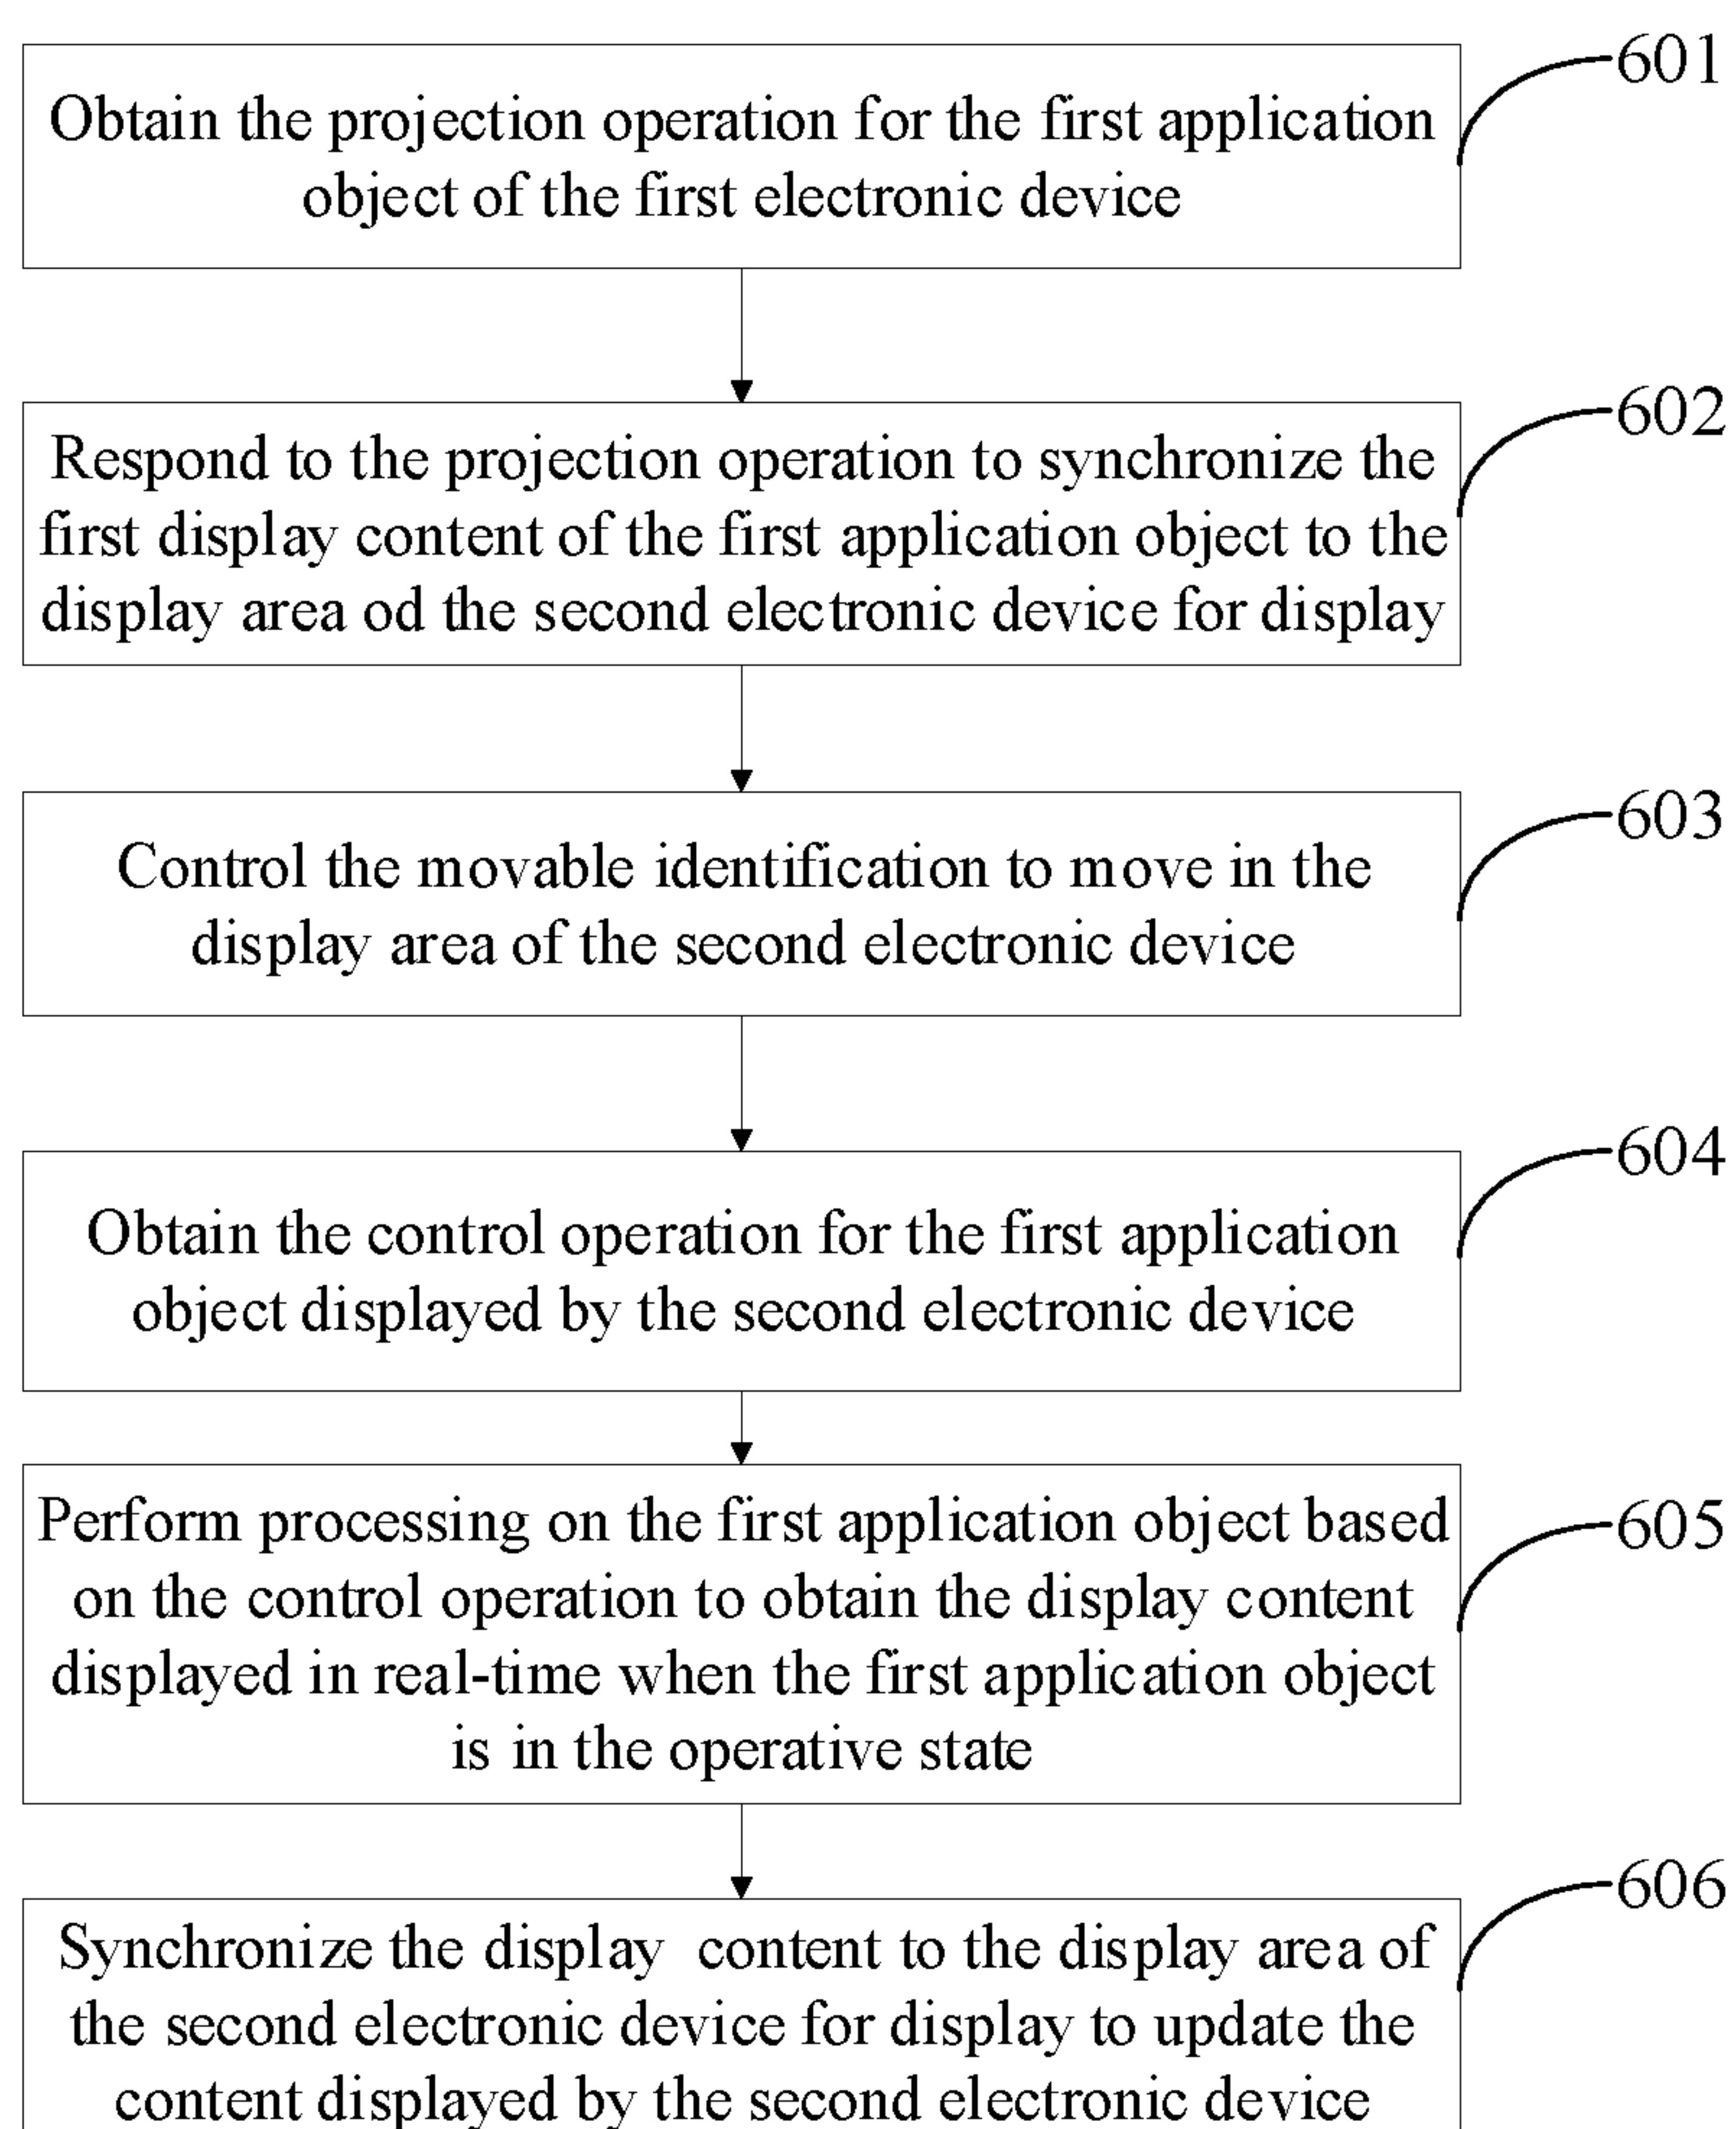 601
Obtain the projection operation for the first application
object of the first electronic device
602
Respond to the projection operation to synchronize the
first display content of the first application object to the
display area od the second electronic device for display
603
Control the movable identification to move in the
display area of the second electronic device
604
Obtain the control operation for the first application
object displayed by the second electronic device
605
Perform processing on the first application object based
on the control operation to obtain the display content
displayed in real-time when the first application object
is in the operative state
606
Synchronize the display content to the display area of
the second electronic device for display to update the
content displayed by the second electronic device